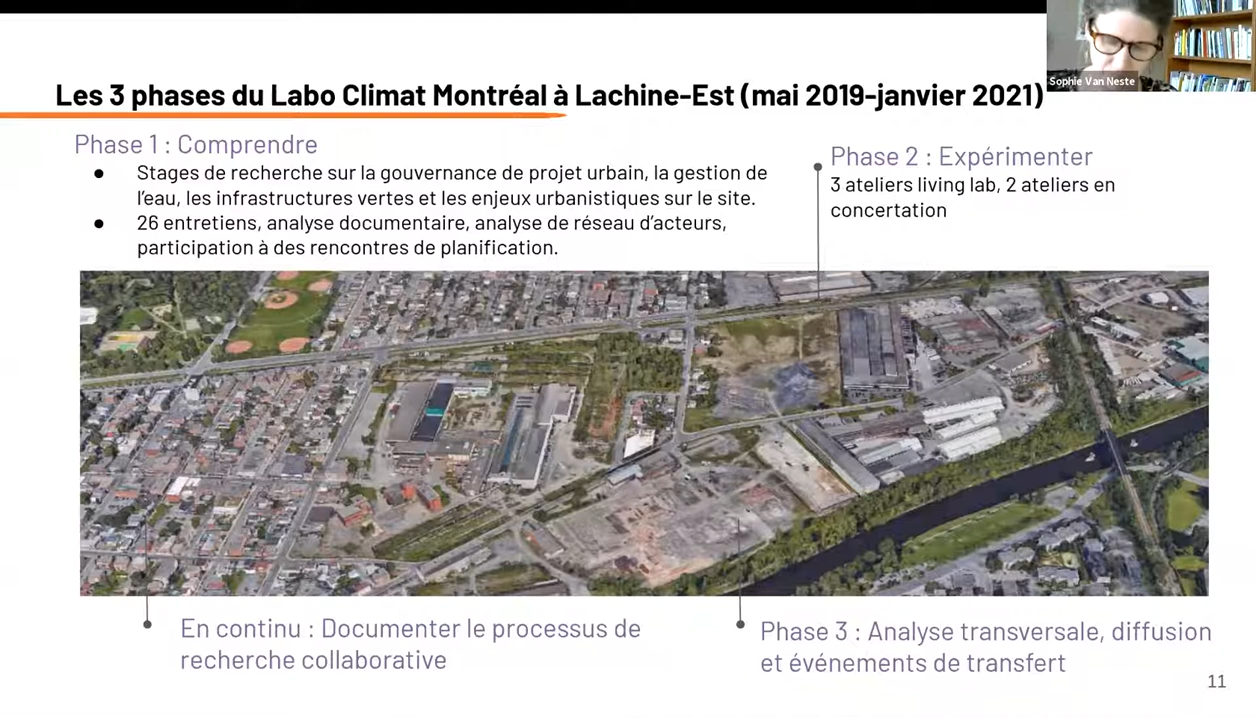 Sophie Van Neste
Les 3 phases du Labo Climat Montréal à Lachine-Est (mai 2019-janvier 2021)
Phase 1 : Comprendre
● Stages de recherche sur la gouvernance de projet urbain, la gestion de
l'eau, les infrastructures vertes et les enjeux urbanistiques sur le site.
● 26 entretiens, analyse documentaire, analyse de réseau d'acteurs,
participation à des rencontres de planification.
Phase 2 : Expérimenter
3 ateliers living lab, 2 ateliers en
concertation
En continu : Documenter le processus de
recherche collaborative
Phase 3 : Analyse transversale, diffusion
et événements de transfert
11